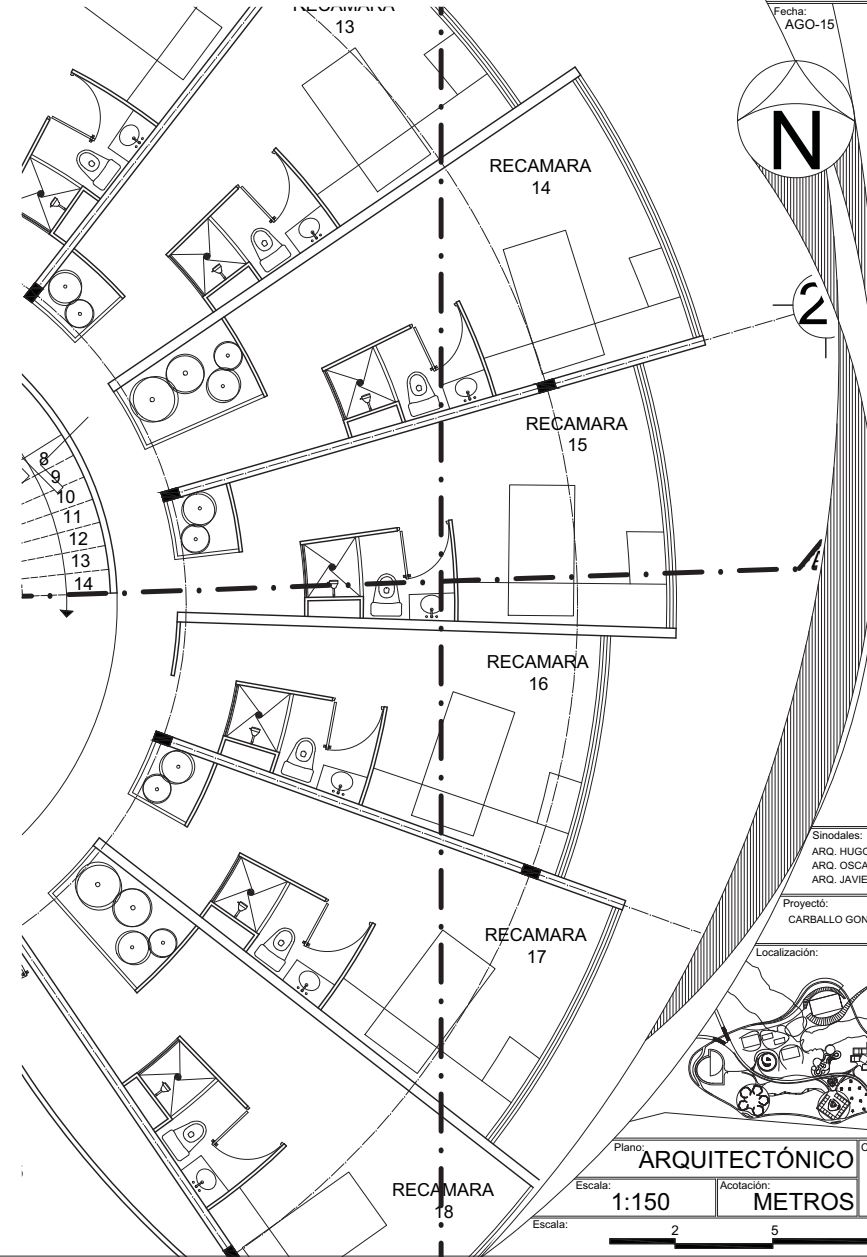 RECAMARA
13
Fecha:
AGO-15
N
RECAMARA
14
2
RECAMARA
15
8
9
10
11
12
13
14
RECAMARA
16
Sinodales:
ARQ. HUGO
ARQ. OSCA
ARQ. JAVIE
Proyectó:
CARBALLO GON
RECAMARA
17
Localización:
Plano:
ARQUITECTÓNICO
Escala:
1:150
Acotación:
METROS
RECAMARA
18
Escala:
2
5